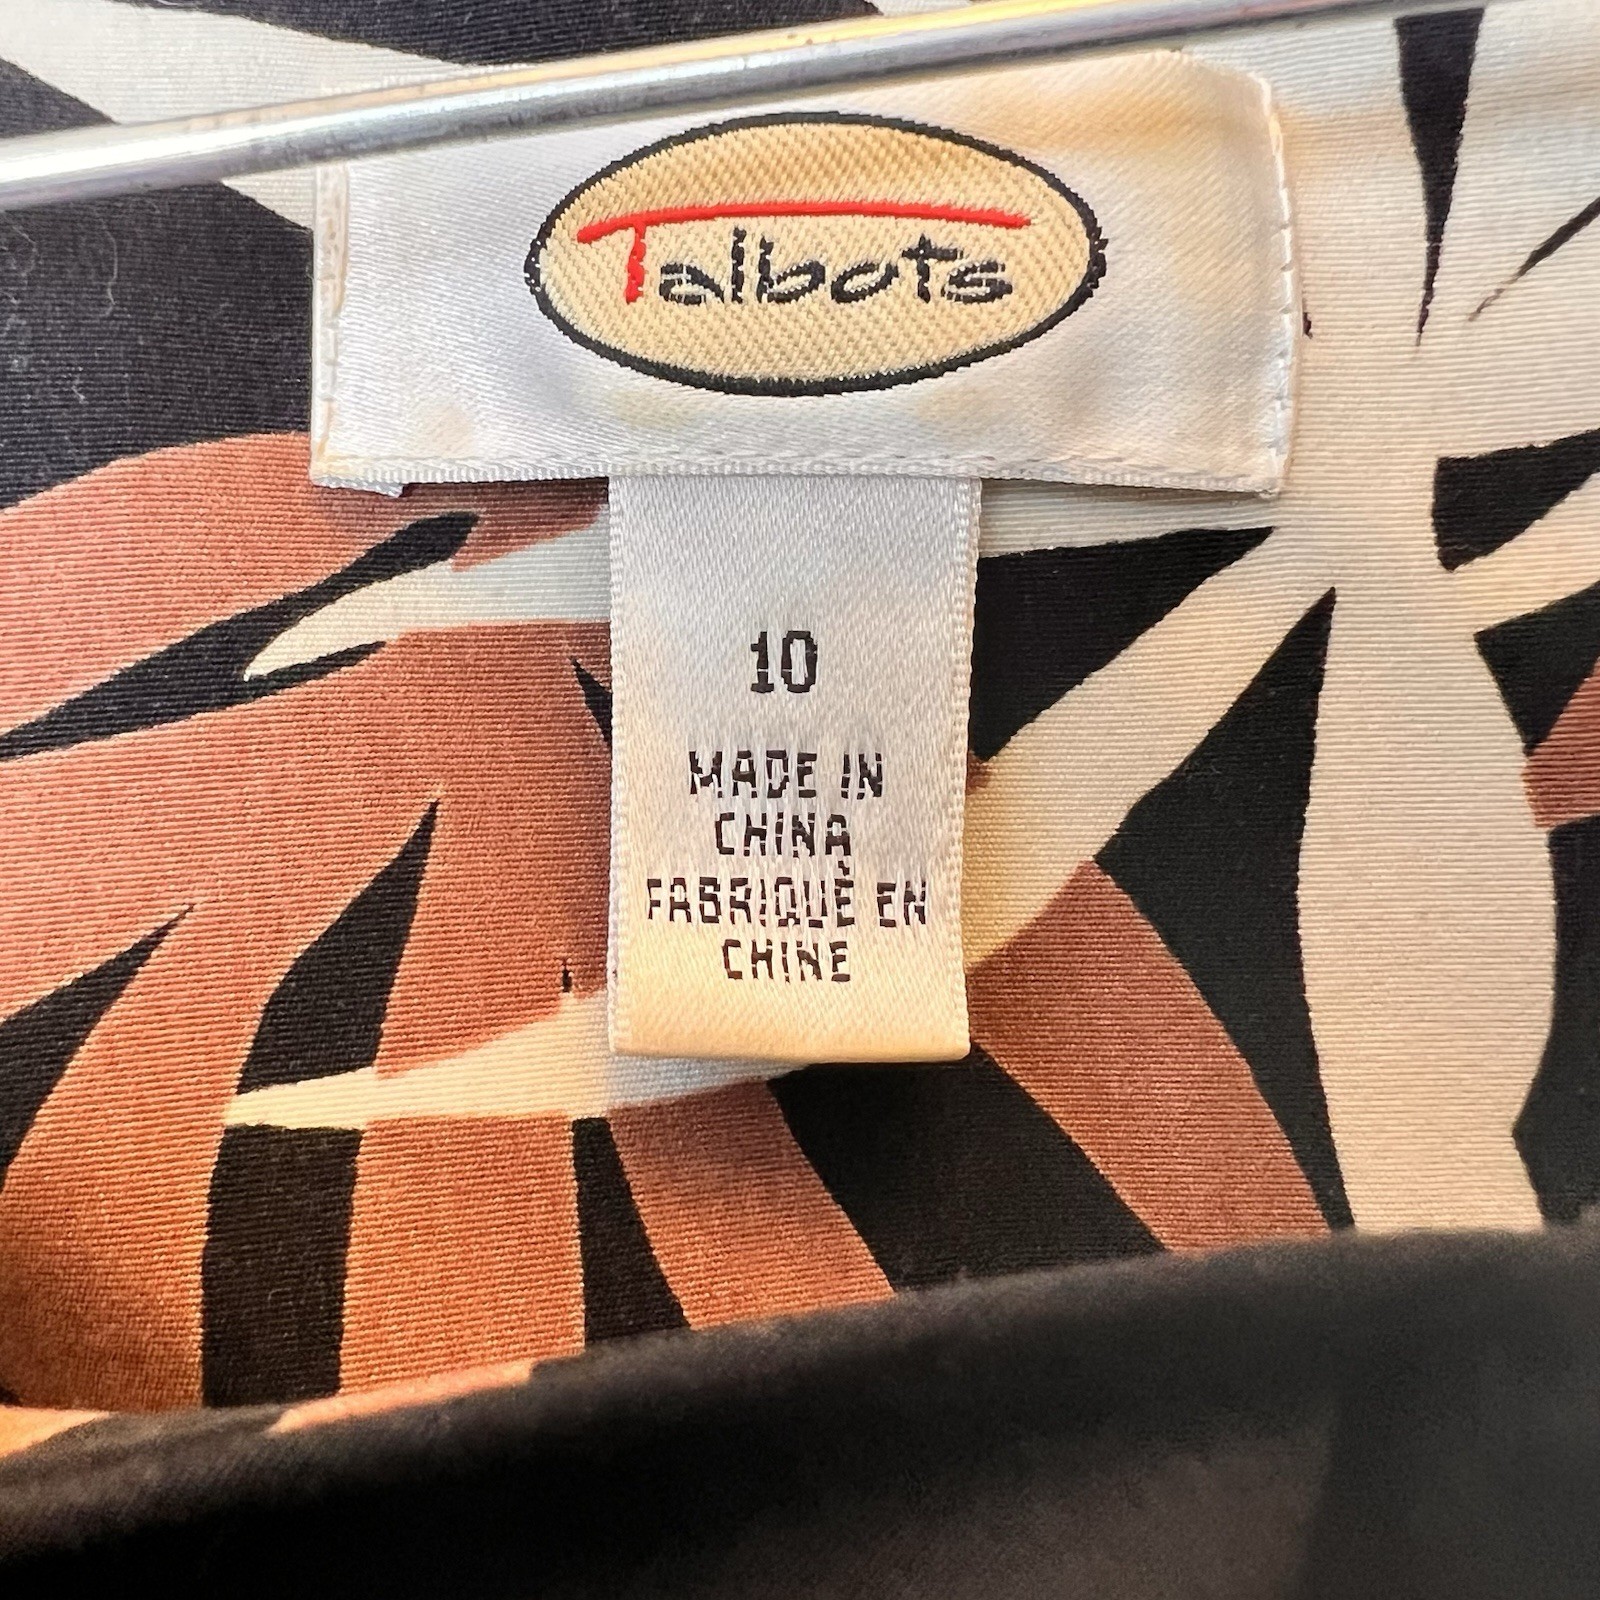 Talbots
10
MADE IN
CHINA
FABRIQUÈ EN
CHINE